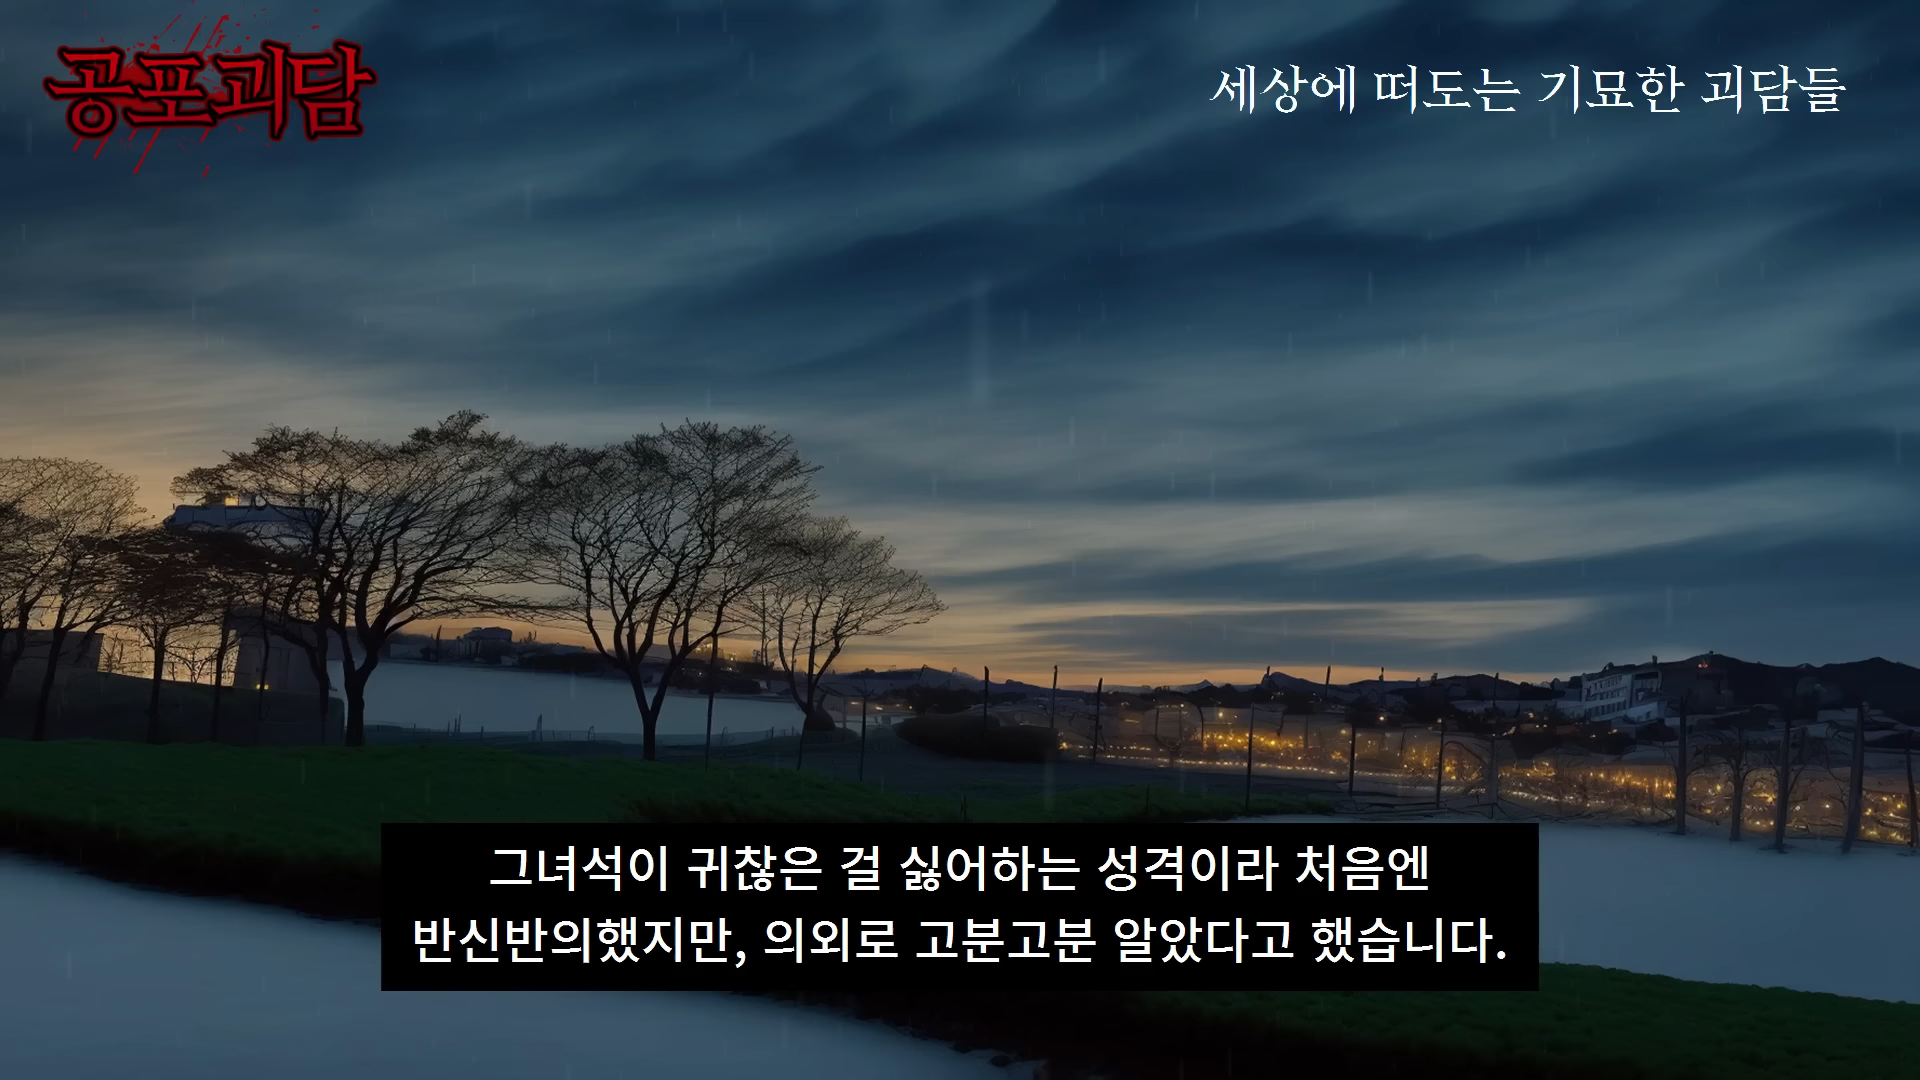 공포괴담
세상에 떠도는 기묘한 괴담들
그녀석이 귀찮은 걸 싫어하는 성격이라 처음엔
반신반의했지만, 의외로 고분고분 알았다고 했습니다.